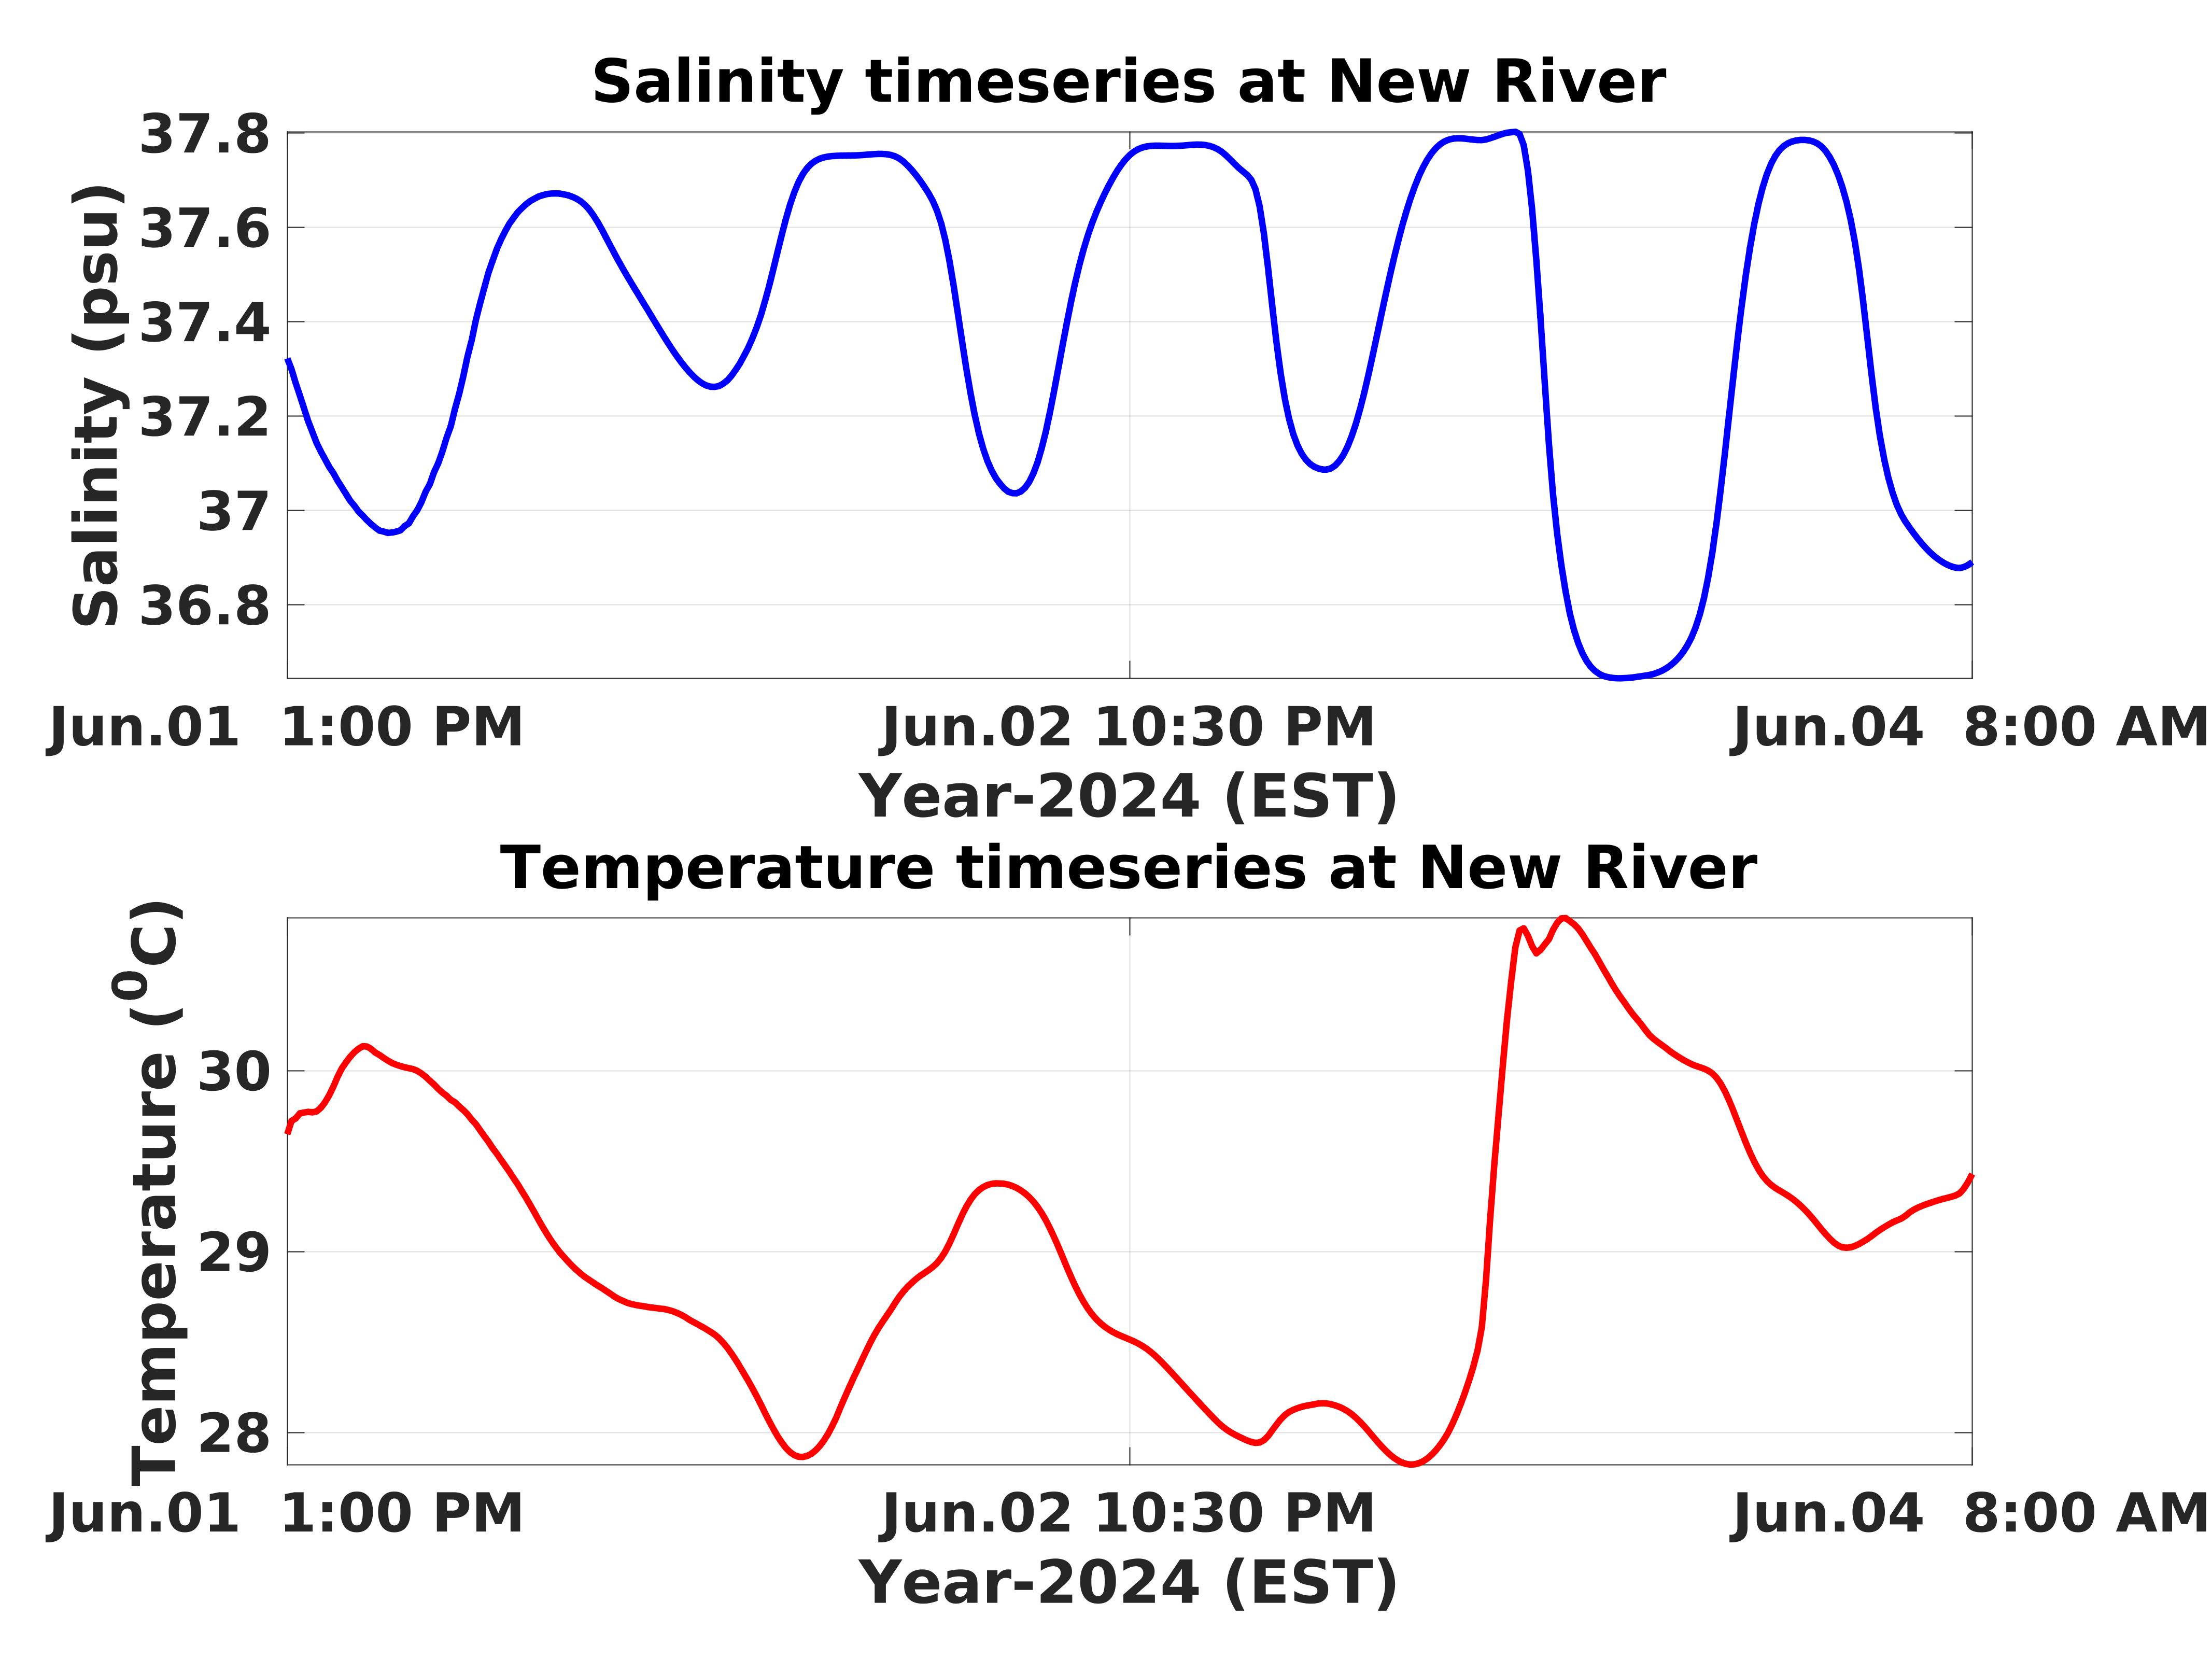 Salinity timeseries at New River
Salinity (psu)
37.8
37.6
37.4
37.2
37
36.8
Jun.01  1:00 PM
Jun.02 10:30 PM
Jun.04  8:00 AM
Year-2024 (EST)
Temperature timeseries at New River
Temperature (⁰C)
30
29
28
Jun.01  1:00 PM
Jun.02 10:30 PM
Jun.04  8:00 AM
Year-2024 (EST)